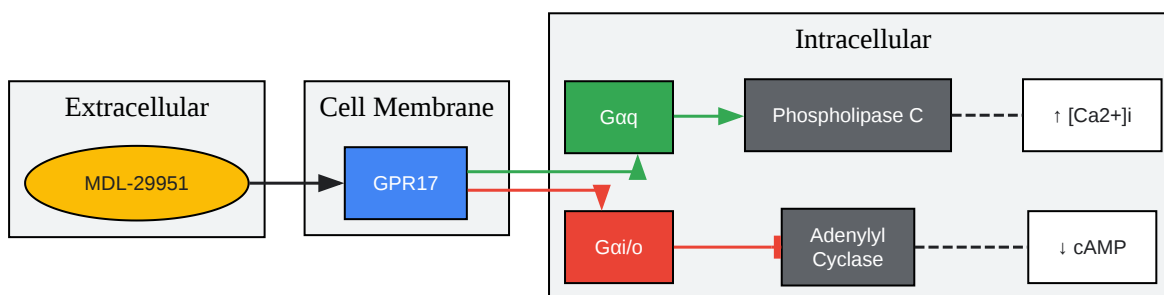 Extracellular
MDL-29951
Cell Membrane
GPR17
Intracellular
Gαq
Phospholipase C
↑ [Ca2+]i
Gαi/o
Adenylyl
Cyclase
↓ cAMP